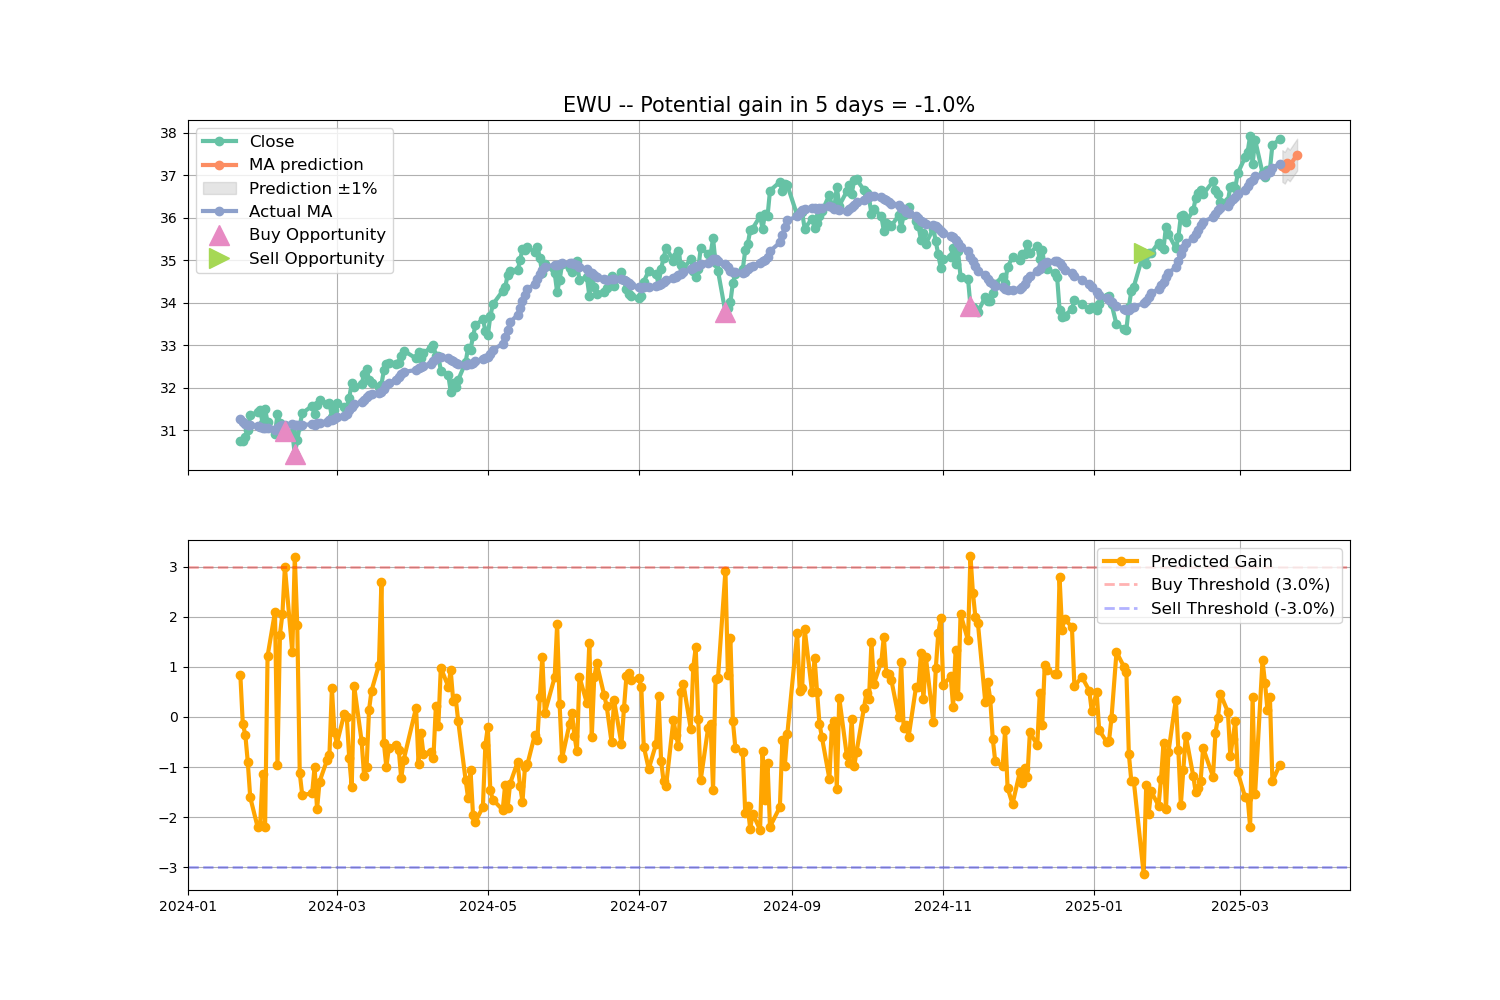 EWU -- Potential gain in 5 days = -1.0%
38
37
36
35
34
33
32
31
Close
MA prediction
Prediction ±1%
Actual MA
Buy Opportunity
Sell Opportunity
3
2
1
0
−1
−2
−3
Predicted Gain
Buy Threshold (3.0%)
Sell Threshold (-3.0%)
2024-01 2024-03 2024-05 2024-07 2024-09 2024-11 2025-01 2025-03